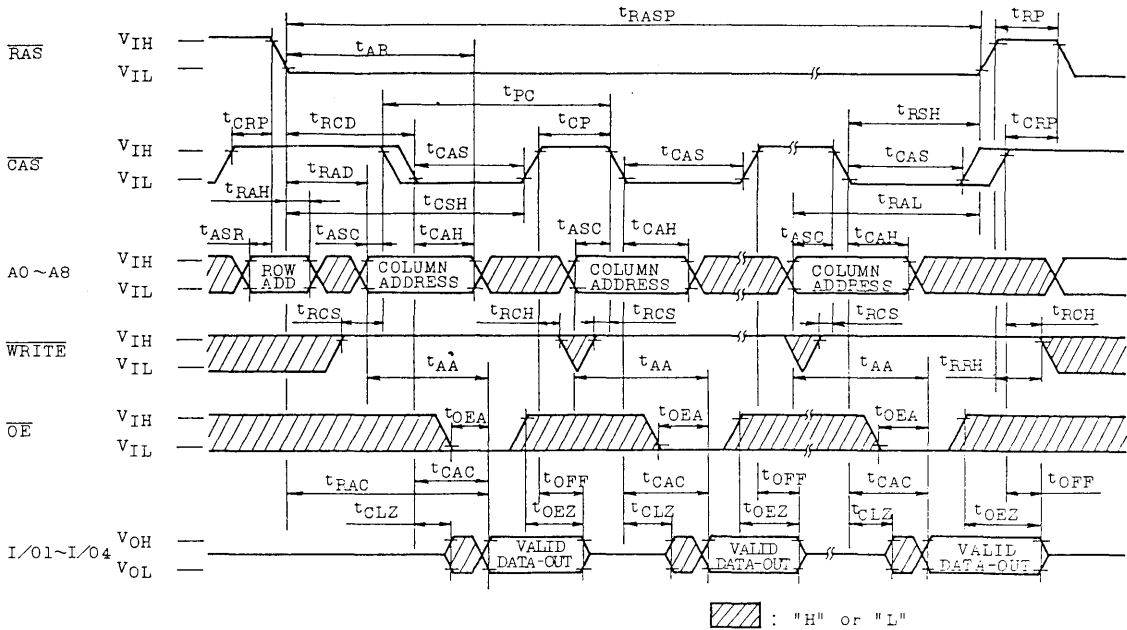 tRASP
tRP
RAS
VIH
VIL
tAR
tPC
tCRP
tRCD
tCP
tRSH
tCRP
CAS
VIH
VIL
tCAS
tCAS
tCAS
tRAH
tRAD
tCSH
tRAL
tASR
tASC
tCAH
tASC
tCAH
tASC
tCAH
A0~A8
VIH
VIL
ROW ADD
COLUMN ADDRESS
COLUMN ADDRESS
COLUMN ADDRESS
tRCS
tRCH
tRCS
tRCS
tRCH
WRITE
VIH
VIL
tAA
tAA
tAA
tRRH
OE
VIH
VIL
tOEA
tOEA
tOEA
tRAC
tCAC
tOFF
tCAC
tOFF
tCAC
tOFF
tCLZ
tOEZ
tCLZ
tOEZ
tCLZ
tOEZ
I/O1~I/O4
VOH
VOL
VALID DATA-OUT
VALID DATA-OUT
VALID DATA-OUT
: "H" or "L"